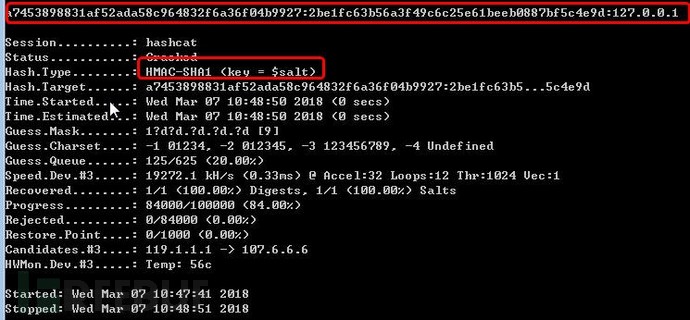 a7453898831af52ada58c964832f6a36f04b9927:2be1fc63b56a3f49c6c25e61beeb0887bf5c4e9d:127.0.0.1
Session..........: hashcat
Status...........: Cracked
Hash.Type........: HMAC-SHA1 (key = $salt)
Hash.Target......: a7453898831af52ada58c964832f6a36f04b9927:2be1fc63b5...5c4e9d
Time.Started.....: Wed Mar 07 10:48:50 2018 (0 secs)
Time.Estimated...: Wed Mar 07 10:48:50 2018 (0 secs)
Guess.Mask.......: 1?d?d.?d.?d.?d [9]
Guess.Charset....: -1 01234, -2 012345, -3 123456789, -4 Undefined
Guess.Queue......: 125/625 (20.00%)
Speed.Dev.#3.....: 19272.1 kH/s (0.33ms) @ Accel:32 Loops:12 Thr:1024 Vec:1
Recovered........: 1/1 (100.00%) Digests, 1/1 (100.00%) Salts
Progress.........: 84000/100000 (84.00%)
Rejected.........: 0/84000 (0.00%)
Restore.Point....: 0/1000 (0.00%)
Candidates.#3....: 119.1.1.1 -> 107.6.6.6
HWMon.Dev.#3.....: Temp: 56c
Started: Wed Mar 07 10:47:41 2018
Stopped: Wed Mar 07 10:48:51 2018